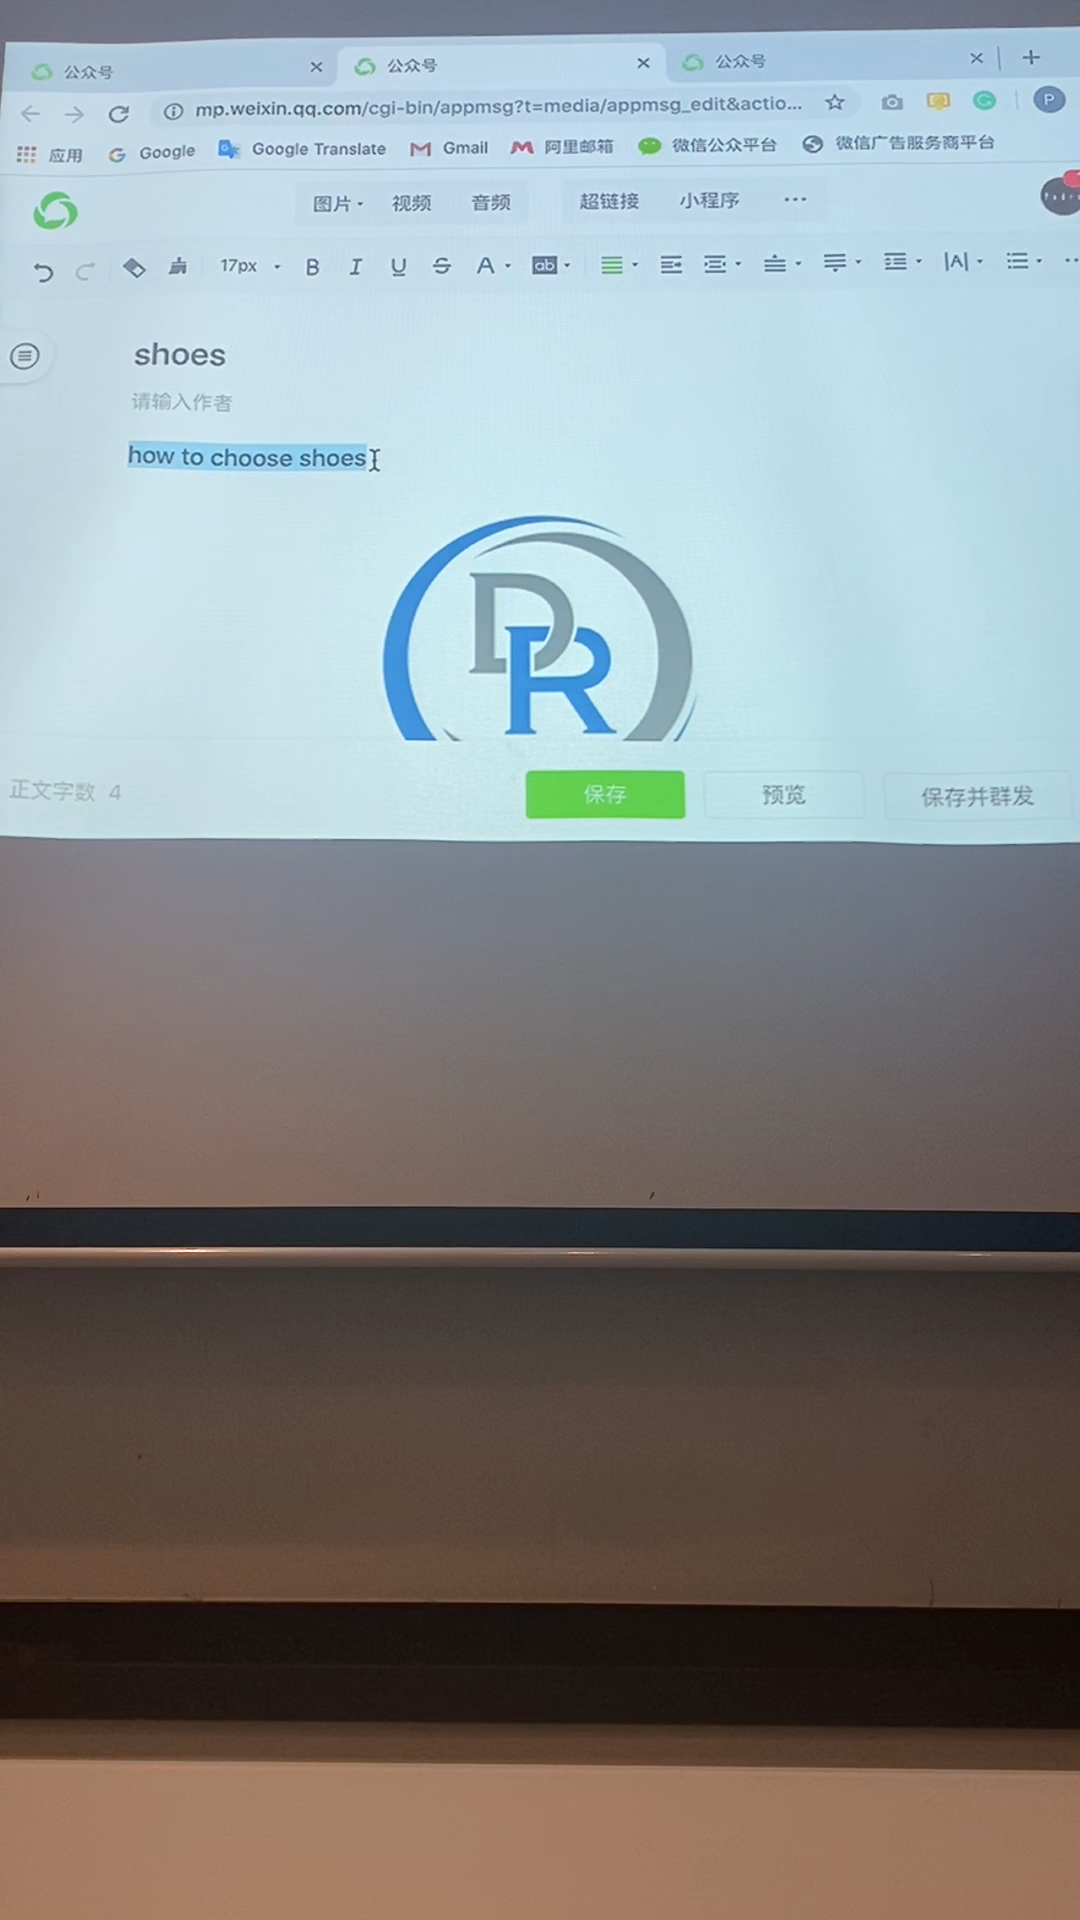 公众号 公众号 公众号
mp.weixin.qq.com/cgi-bin/appmsg?t=media/appmsg_edit&actio... P
应用 Google Google Translate Gmail 阿里邮箱 微信公众平台 微信广告服务商平台
图片 视频 音频 超链接 小程序 ···
17px B I U S A ab |A|
shoes
请输入作者
how to choose shoes
DR
正文字数 4 保存 预览 保存并群发